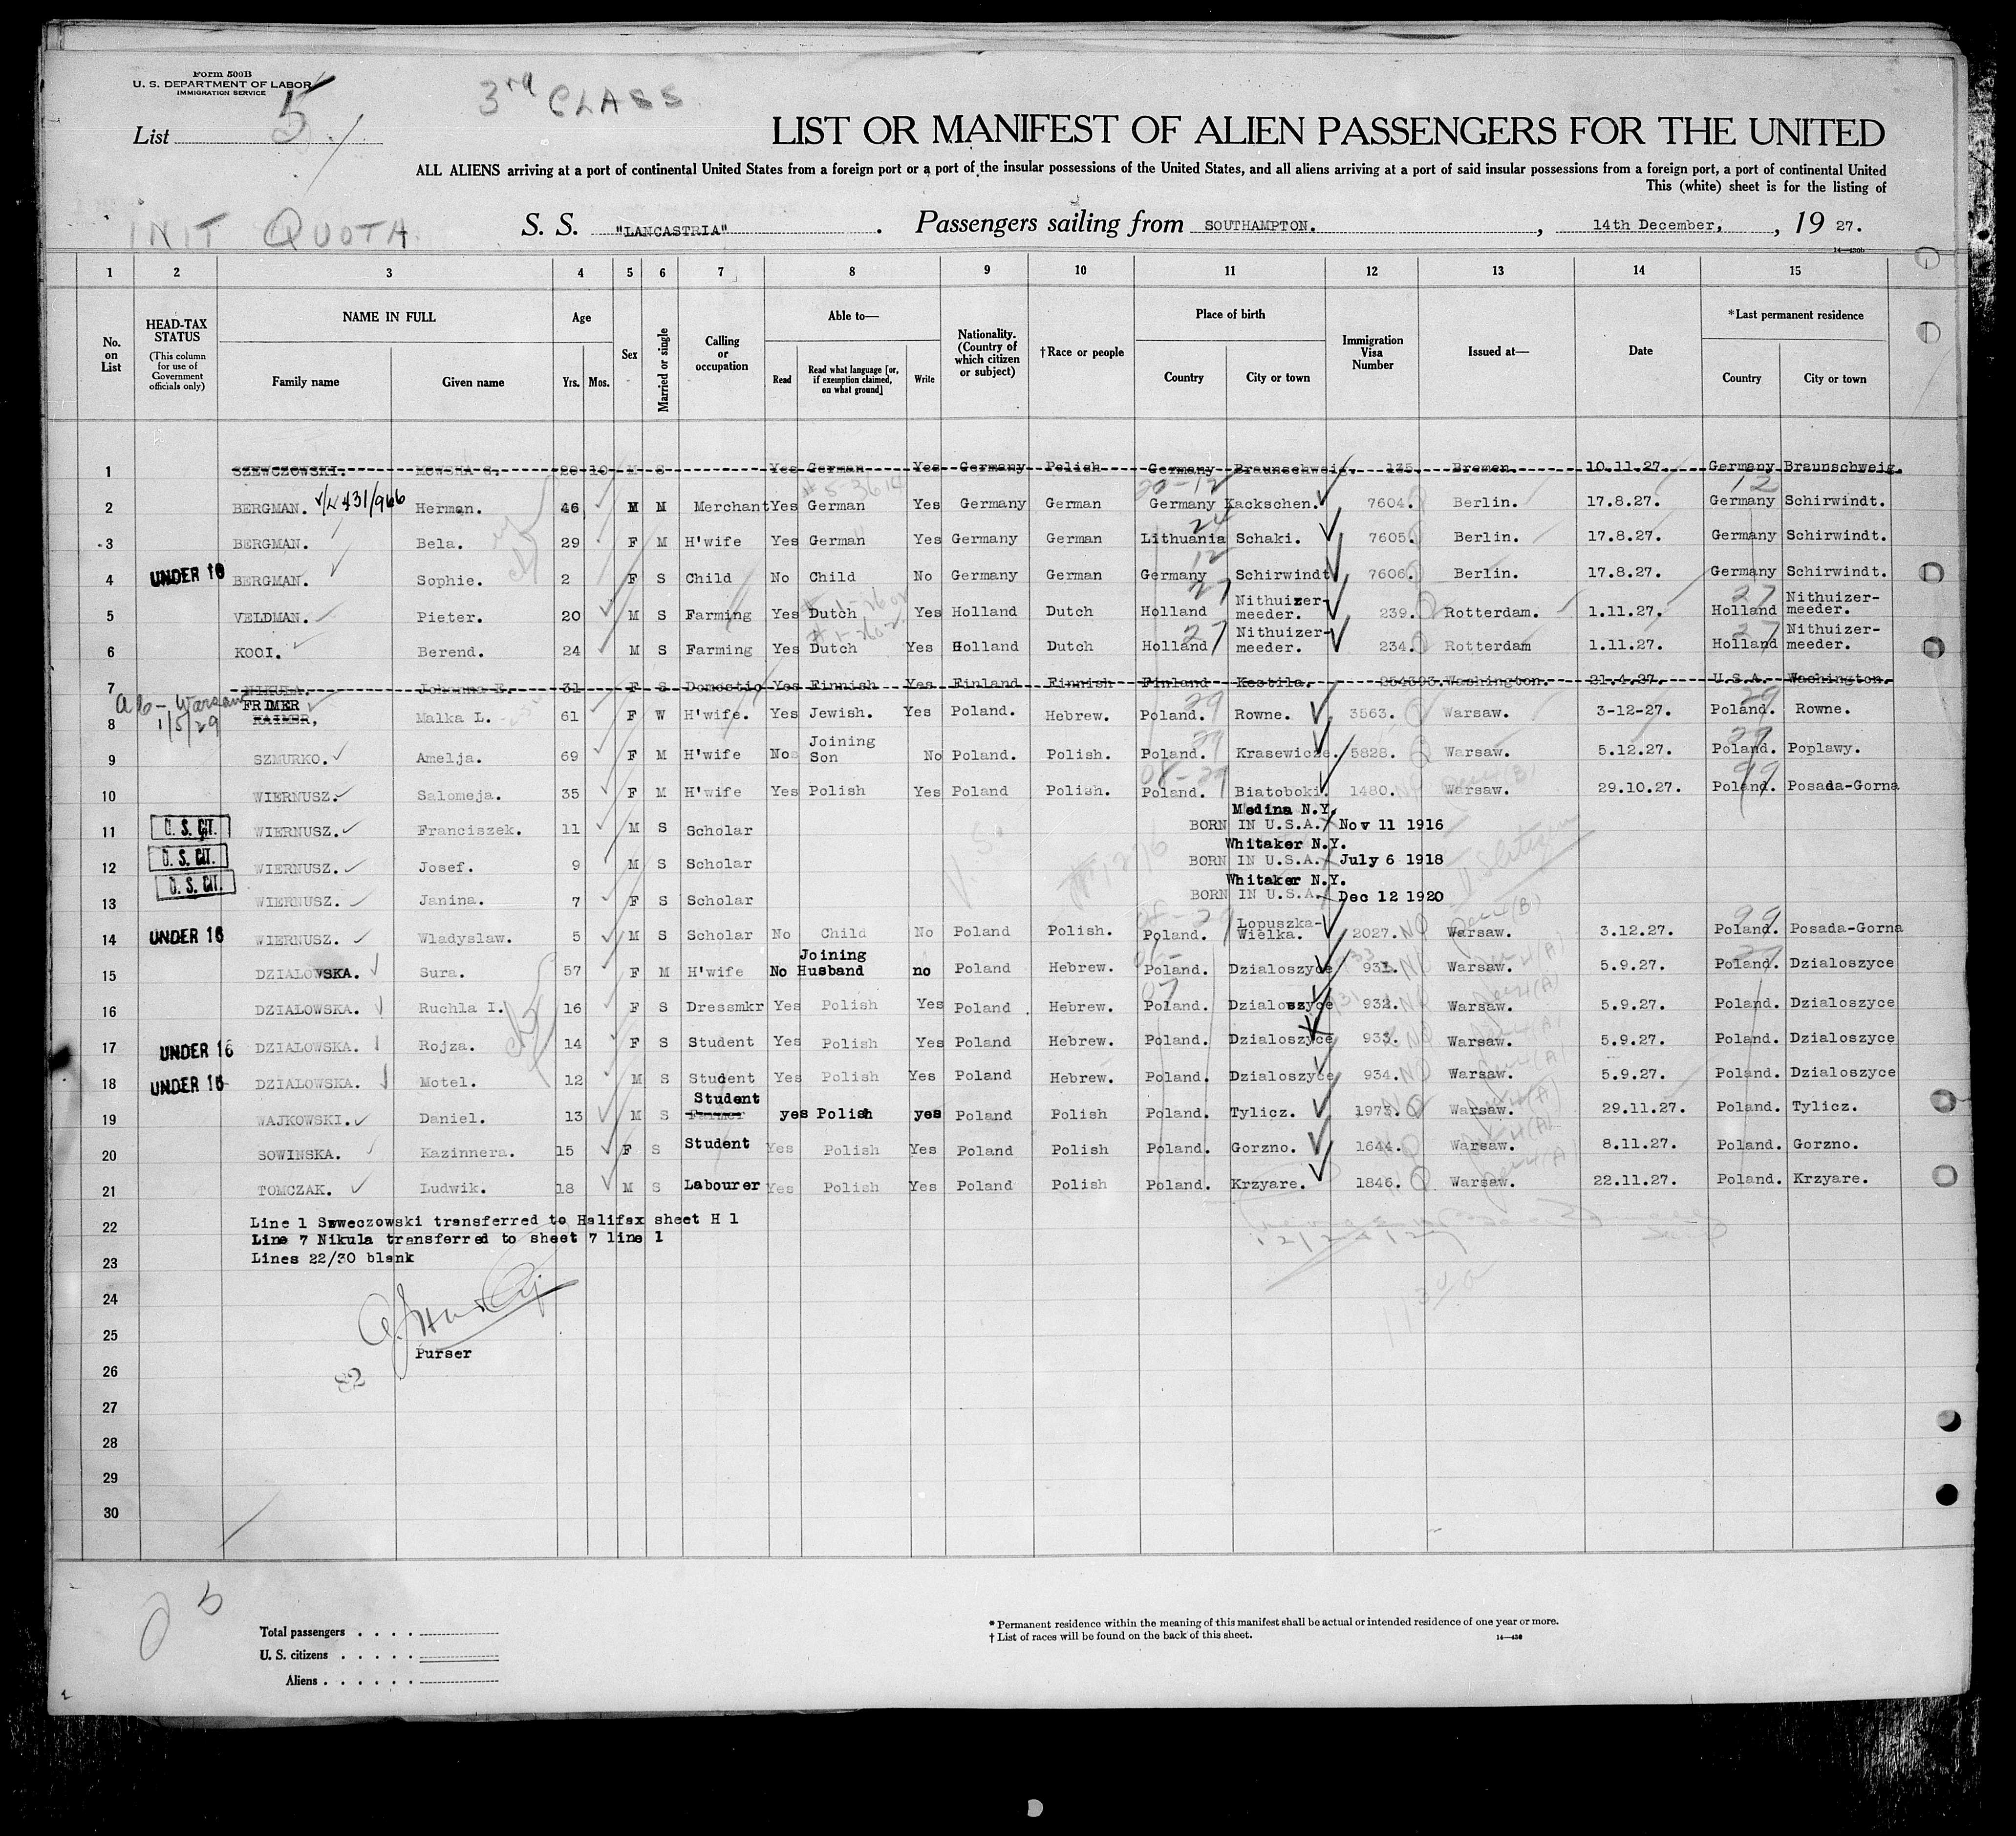 Form 500B
U. S. DEPARTMENT OF LABOR
IMMIGRATION SERVICE
List 5
3rd CLASS
LIST OR MANIFEST OF ALIEN PASSENGERS FOR THE UNITED
ALL ALIENS arriving at a port of continental United States from a foreign port or a port of the insular possessions of the United States, and all aliens arriving at a port of said insular possessions from a foreign port, a port of continental United
This (white) sheet is for the listing of
QUOTA
S. S. "LANCASTRIA" . Passengers sailing from SOUTHAMPTON. , 14th December, , 19 27.
14—430b
1 2 3 4 5 6 7 8 9 10 11 12 13 14 15
No. on List
HEAD-TAX STATUS
(This column for use of Government officials only)
NAME IN FULL
Family name Given name
Age
Yrs. Mos.
Sex
Married or single
Calling or occupation
Able to—
Read
Read what language [or, if exemption claimed, on what ground]
Write
Nationality. (Country of which citizen or subject)
†Race or people
Place of birth
Country City or town
Immigration Visa Number
Issued at—
Date
*Last permanent residence
Country City or town
1 SZEWCZOWSKI. 10 M S Yes German Yes Germany Polish Germany Braunschweig. 135. Bremen. 10.11.27. Germany Braunschweig.
2 BERGMAN. Herman. 46 M M Merchant Yes German Yes Germany German Germany Kackschen. 7604. Berlin. 17.8.27. Germany Schirwindt.
3 BERGMAN. Bela. 29 F M H'wife Yes German Yes Germany German Lithuania Schaki. 7605. Berlin. 17.8.27. Germany Schirwindt.
4 UNDER 16 BERGMAN. Sophie. 2 F S Child No Child No Germany German Germany Schirwindt 7606. Berlin. 17.8.27. Germany Schirwindt.
5 VELDMAN. Pieter. 20 M S Farming Yes Dutch Yes Holland Dutch Holland Nithuizer-meeder. 239. Rotterdam. 1.11.27. Holland Nithuizer-meeder.
6 KOOI. Berend. 24 M S Farming Yes Dutch Yes Holland Dutch Holland Nithuizer-meeder. 234. Rotterdam 1.11.27. Holland Nithuizer-meeder.
7 NIKULA. Johanna E. 31 F S Domestic Yes Finnish Yes Finland Finnish Finland Kestila. 254393. Washington. 21.4.27. U.S.A. Washington.
Warsaw 1/5/29
8 FRIMER Malka L. 61 F W H'wife. Yes Jewish. Yes Poland. Hebrew. Poland. Rowne. 3563. Warsaw. 3-12-27. Poland. Rowne.
9 SZMURKO. Amelja. 69 F M H'wife No Joining Son No Poland. Polish. Poland. Krasewicze. 5828. Warsaw. 5.12.27. Poland. Poplawy.
10 WIERNUSZ. Salomeja. 35 F M H'wife Yes Polish Yes Poland Polish. Poland. Biatoboki. 1480. Warsaw. 29.10.27. Poland. Posada-Gorna
Medina N.Y.
11 U. S. CIT. WIERNUSZ. Franciszek. 11 M S Scholar BORN IN U.S.A. Nov 11 1916
Whitaker N.Y.
12 U. S. CIT. WIERNUSZ. Josef. 9 M S Scholar BORN IN U.S.A. July 6 1918
Whitaker N.Y.
13 U. S. CIT. WIERNUSZ. Janina. 7 F S Scholar BORN IN U.S.A. Dec 12 1920
14 UNDER 16 WIERNUSZ. Wladyslaw. 5 M S Scholar No Child No Poland Polish. Poland. Lopuszka-Wielka. 2027. Warsaw. 3.12.27. Poland. Posada-Gorna
15 DZIALOWSKA. Sura. 57 F M H'wife No Joining Husband no Poland Hebrew. Poland. Dzialoszyce 931. Warsaw. 5.9.27. Poland. Dzialoszyce
16 DZIALOWSKA. Ruchla I. 16 F S Dressmkr Yes Polish Yes Poland Hebrew. Poland. Dzialoszyce 932. Warsaw. 5.9.27. Poland. Dzialoszyce
17 UNDER 16 DZIALOWSKA. Rojza. 14 F S Student Yes Polish Yes Poland Hebrew. Poland. Dzialoszyce 933. Warsaw. 5.9.27. Poland. Dzialoszyce
18 UNDER 16 DZIALOWSKA. Motel. 12 M S Student Yes Polish Yes Poland Hebrew. Poland. Dzialoszyce 934. Warsaw. 5.9.27. Poland. Dzialoszyce
19 WAJKOWSKI. Daniel. 13 M S Student Farmer yes Polish yes Poland Polish Poland. Tylicz. 1973. Warsaw. 29.11.27. Poland. Tylicz.
20 SOWINSKA. Kazinnera. 15 F S Student Yes Polish Yes Poland Polish Poland. Gorzno. 1644. Warsaw. 8.11.27. Poland. Gorzno.
21 TOMCZAK. Ludwik. 18 M S Labourer Yes Polish Yes Poland Polish Poland. Krzyare. 1846. Warsaw. 22.11.27. Poland. Krzyare.
22 Line 1 Szweczowski transferred to Halifax sheet H 1
Line 7 Nikula transferred to sheet 7 line 1
23 Lines 22/30 blank
24
25
Purser
26
82
27
28
29
30
Total passengers . . . .
U. S. citizens . . . . .
Aliens . . . . . .
* Permanent residence within the meaning of this manifest shall be actual or intended residence of one year or more.
† List of races will be found on the back of this sheet.
14—430